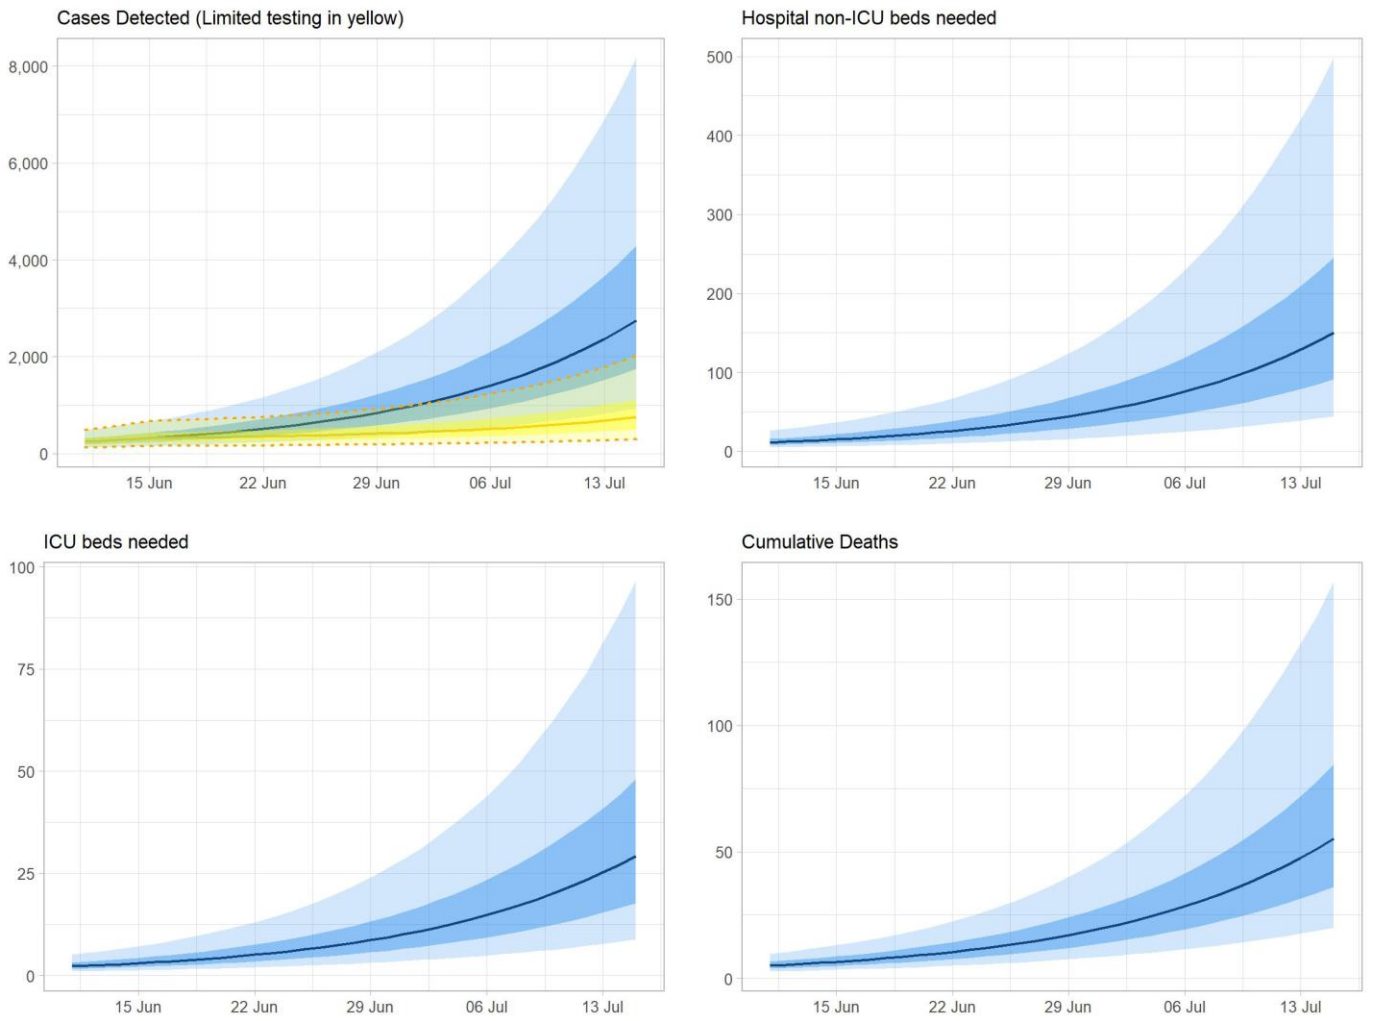 Cases Detected (Limited testing in yellow)
8,000
6,000
4,000
2,000
0
15 Jun 22 Jun 29 Jun 06 Jul 13 Jul
Hospital non-ICU beds needed
500
400
300
200
100
0
15 Jun 22 Jun 29 Jun 06 Jul 13 Jul
ICU beds needed
100
75
50
25
0
15 Jun 22 Jun 29 Jun 06 Jul 13 Jul
Cumulative Deaths
150
100
50
0
15 Jun 22 Jun 29 Jun 06 Jul 13 Jul